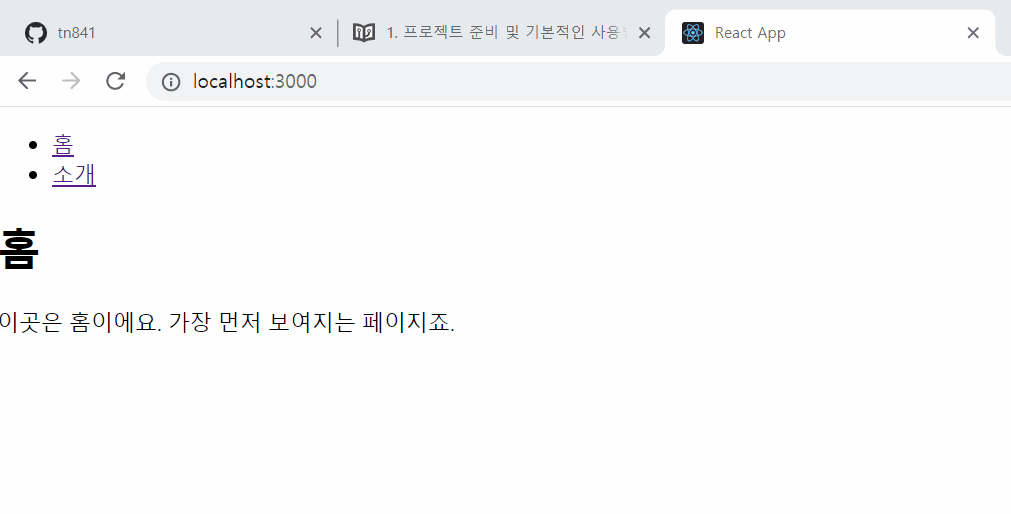 tn841
1. 프로젝트 준비 및 기본적인 사용
React App
localhost:3000
홈
소개
홈
이곳은 홈이에요. 가장 먼저 보여지는 페이지죠.